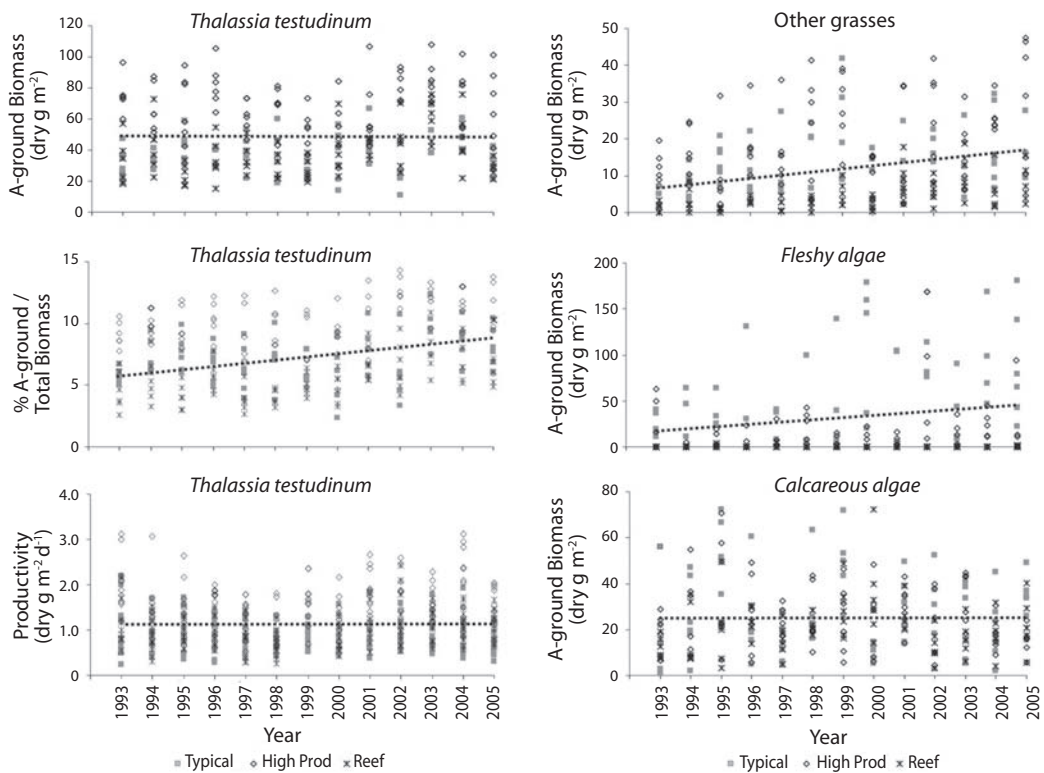 Thalassia testudinum
A-ground Biomass
(dry g m⁻²)
120
100
80
60
40
20
0
Other grasses
A-ground Biomass
(dry g m⁻²)
50
40
30
20
10
0
Thalassia testudinum
% A-ground /
Total Biomass
15
10
5
0
Fleshy algae
A-ground Biomass
(dry g m⁻²)
200
150
100
50
0
Thalassia testudinum
Productivity
(dry g m⁻² d⁻¹)
4.0
3.0
2.0
1.0
0
1993 1994 1995 1996 1997 1998 1999 2000 2001 2002 2003 2004 2005
Year
Typical High Prod Reef
Calcareous algae
A-ground Biomass
(dry g m⁻²)
80
60
40
20
0
1993 1994 1995 1996 1997 1998 1999 2000 2001 2002 2003 2004 2005
Year
Typical High Prod Reef